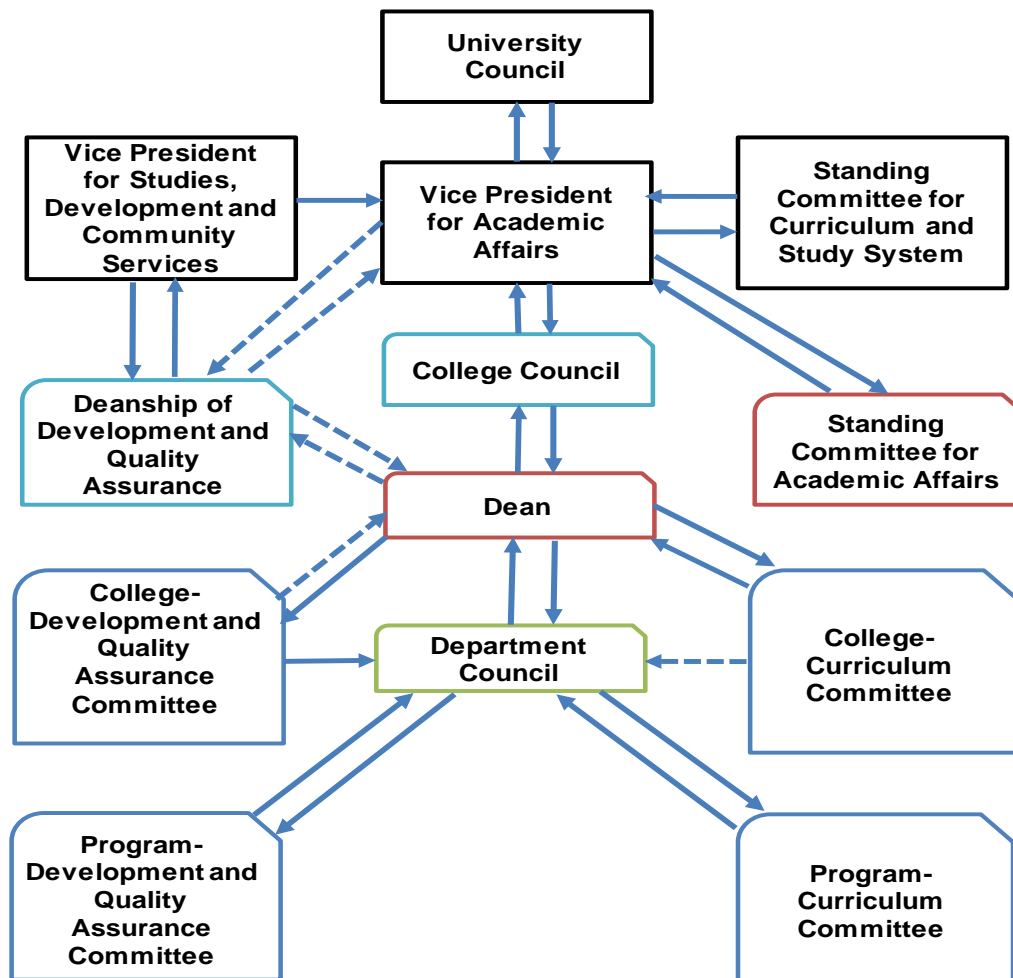 University
Council
Vice President
for Studies,
Development and
Community
Services
Vice President
for Academic
Affairs
Standing
Committee for
Curriculum and
Study System
College Council
Deanship of
Development and
Quality
Assurance
Standing
Committee for
Academic Affairs
Dean
College-
Development and
Quality
Assurance
Committee
Department
Council
College-
Curriculum
Committee
Program-
Development and
Quality
Assurance
Committee
Program-
Curriculum
Committee